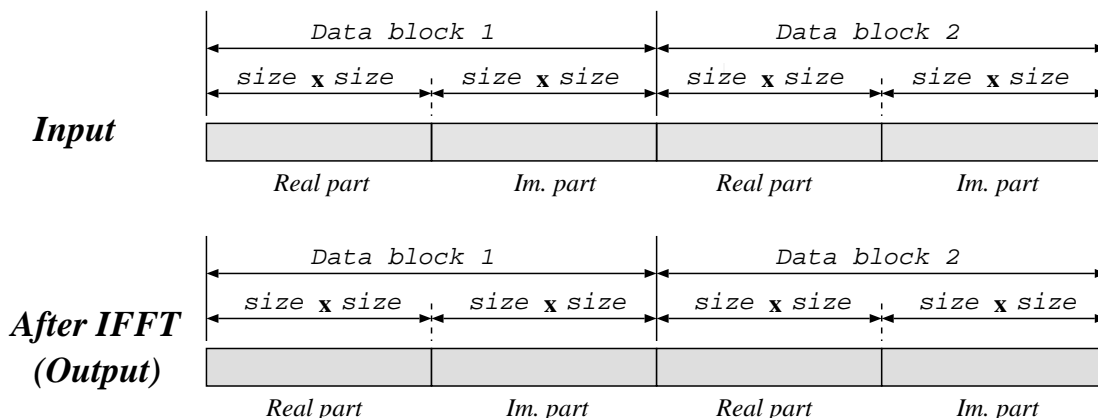 Data block 1 Data block 2
size x size size x size size x size size x size
Input
Real part Im. part Real part Im. part
Data block 1 Data block 2
size x size size x size size x size size x size
After IFFT
(Output)
Real part Im. part Real part Im. part